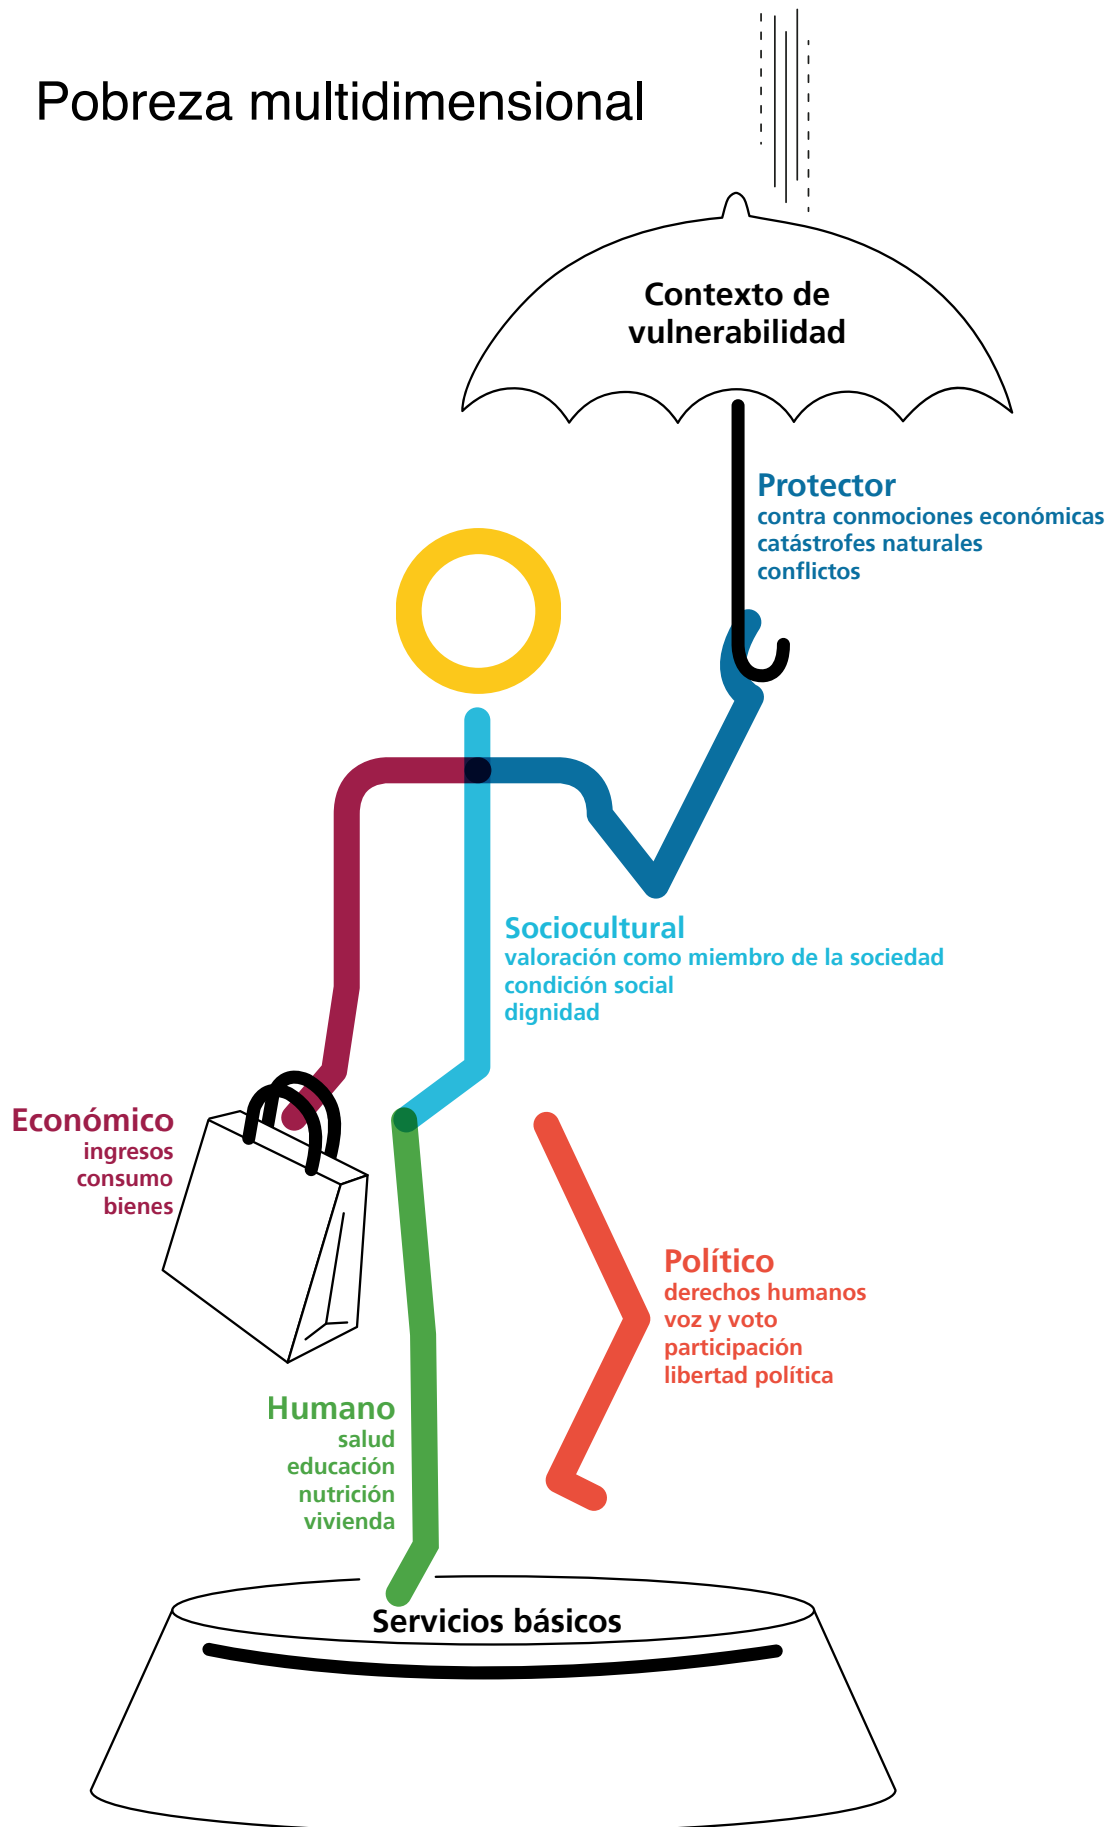 Pobreza multidimensional
Contexto de
vulnerabilidad
Protector
contra conmociones económicas
catástrofes naturales
conflictos
Sociocultural
valoración como miembro de la sociedad
condición social
dignidad
Económico
ingresos
consumo
bienes
Político
derechos humanos
voz y voto
participación
libertad política
Humano
salud
educación
nutrición
vivienda
Servicios básicos